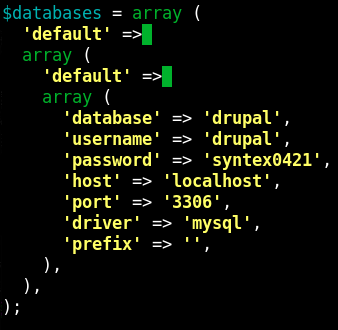 $databases = array (
  'default' =>
  array (
    'default' =>
    array (
      'database' => 'drupal',
      'username' => 'drupal',
      'password' => 'syntex0421',
      'host' => 'localhost',
      'port' => '3306',
      'driver' => 'mysql',
      'prefix' => '',
    ),
  ),
);